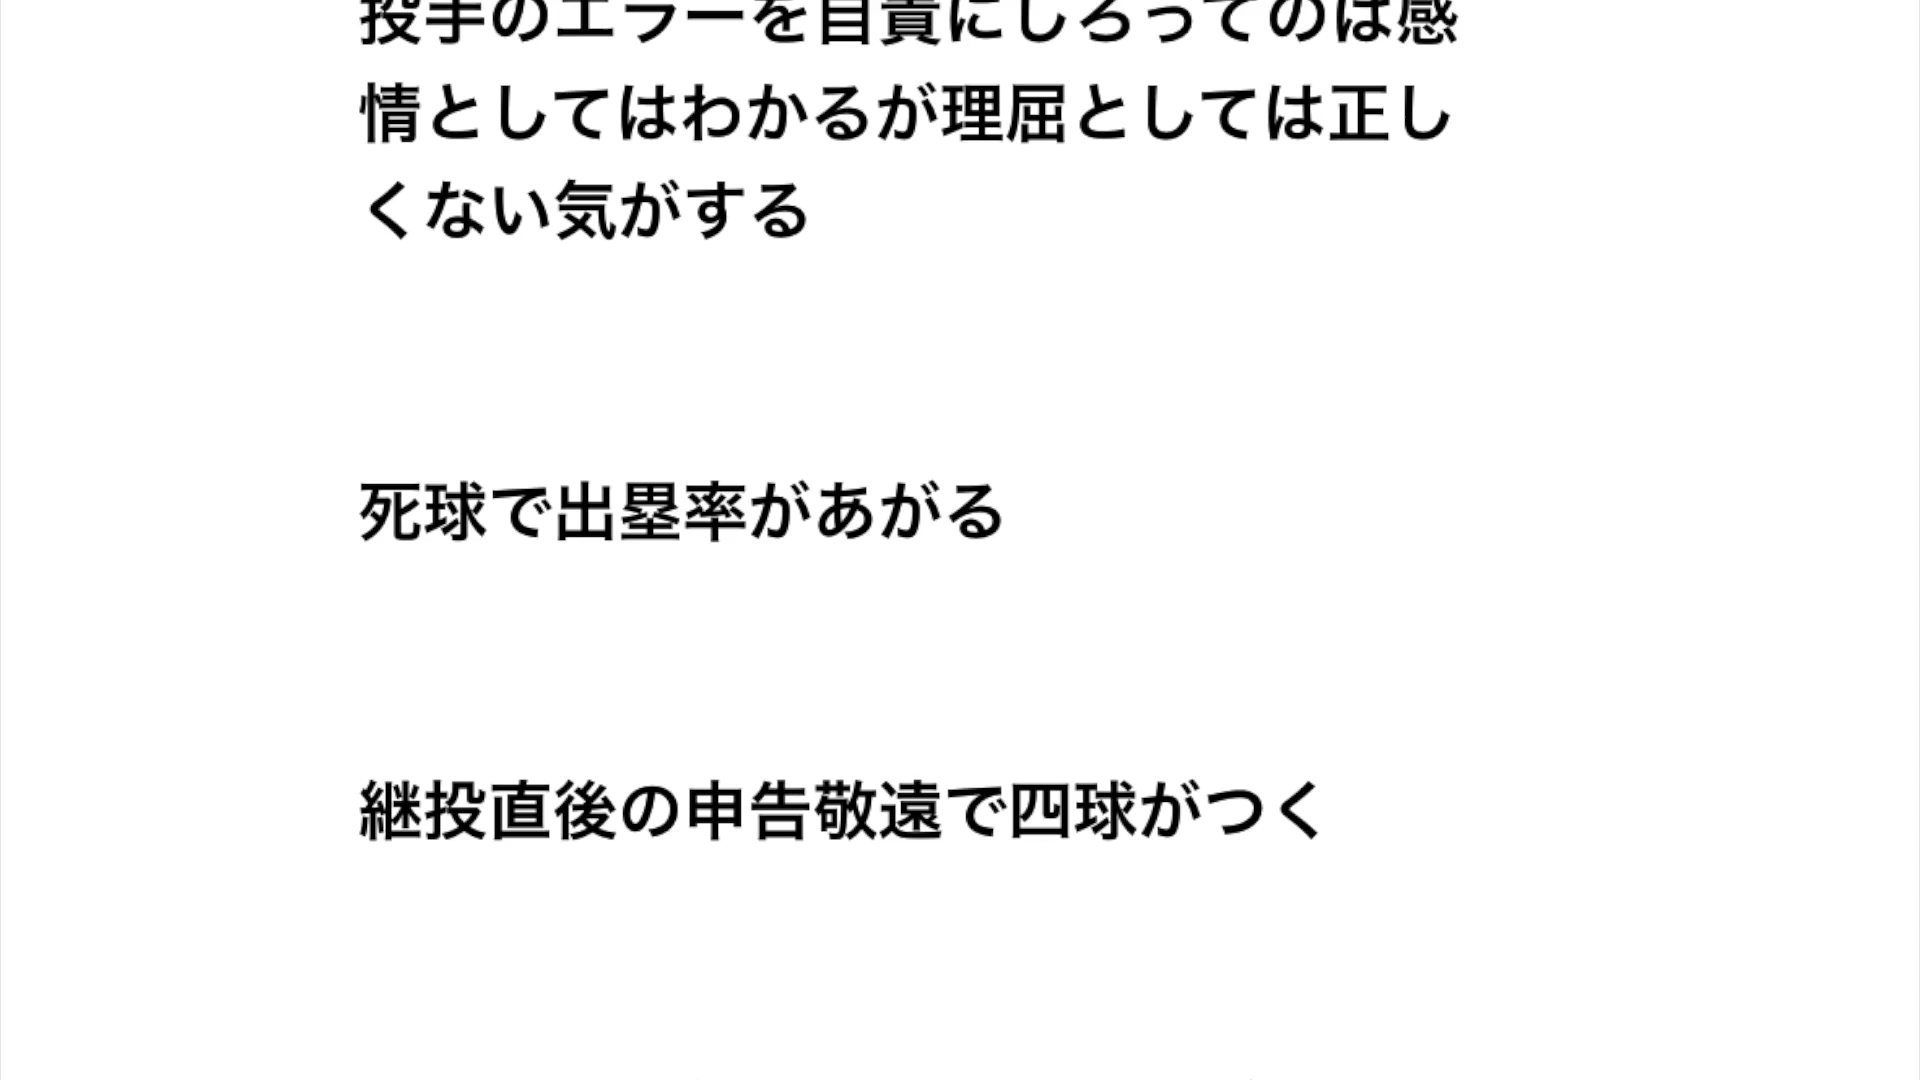 投手のエラーを自責にしろってのは感
情としてはわかるが理屈としては正し
くない気がする
死球で出塁率があがる
継投直後の申告敬遠で四球がつく